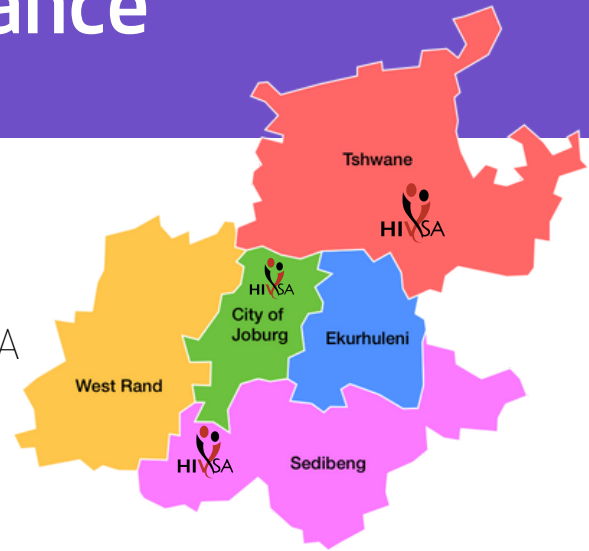 ance
Tshwane
HIVSA
HIVSA
City of
Joburg
Ekurhuleni
A
West Rand
HIVSA
Sedibeng